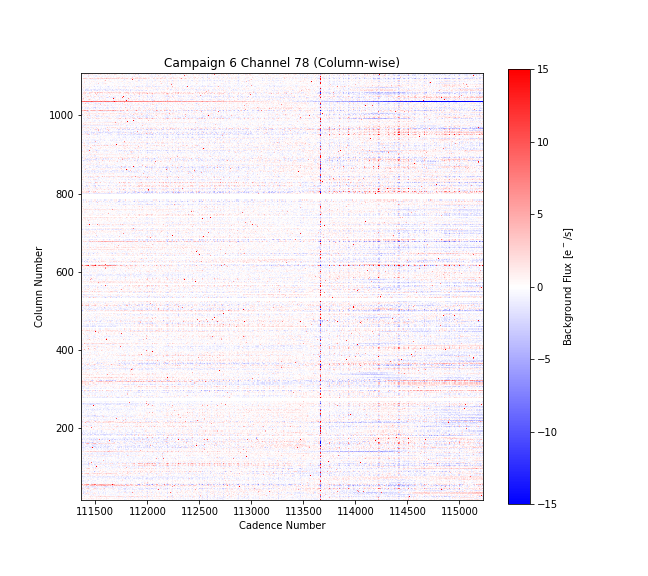 Campaign 6 Channel 78 (Column-wise)
1000
800
600
400
200
Column Number
111500 112000 112500 113000 113500 114000 114500 115000
Cadence Number
15
10
5
0
−5
−10
−15
Background Flux [e⁻/s]